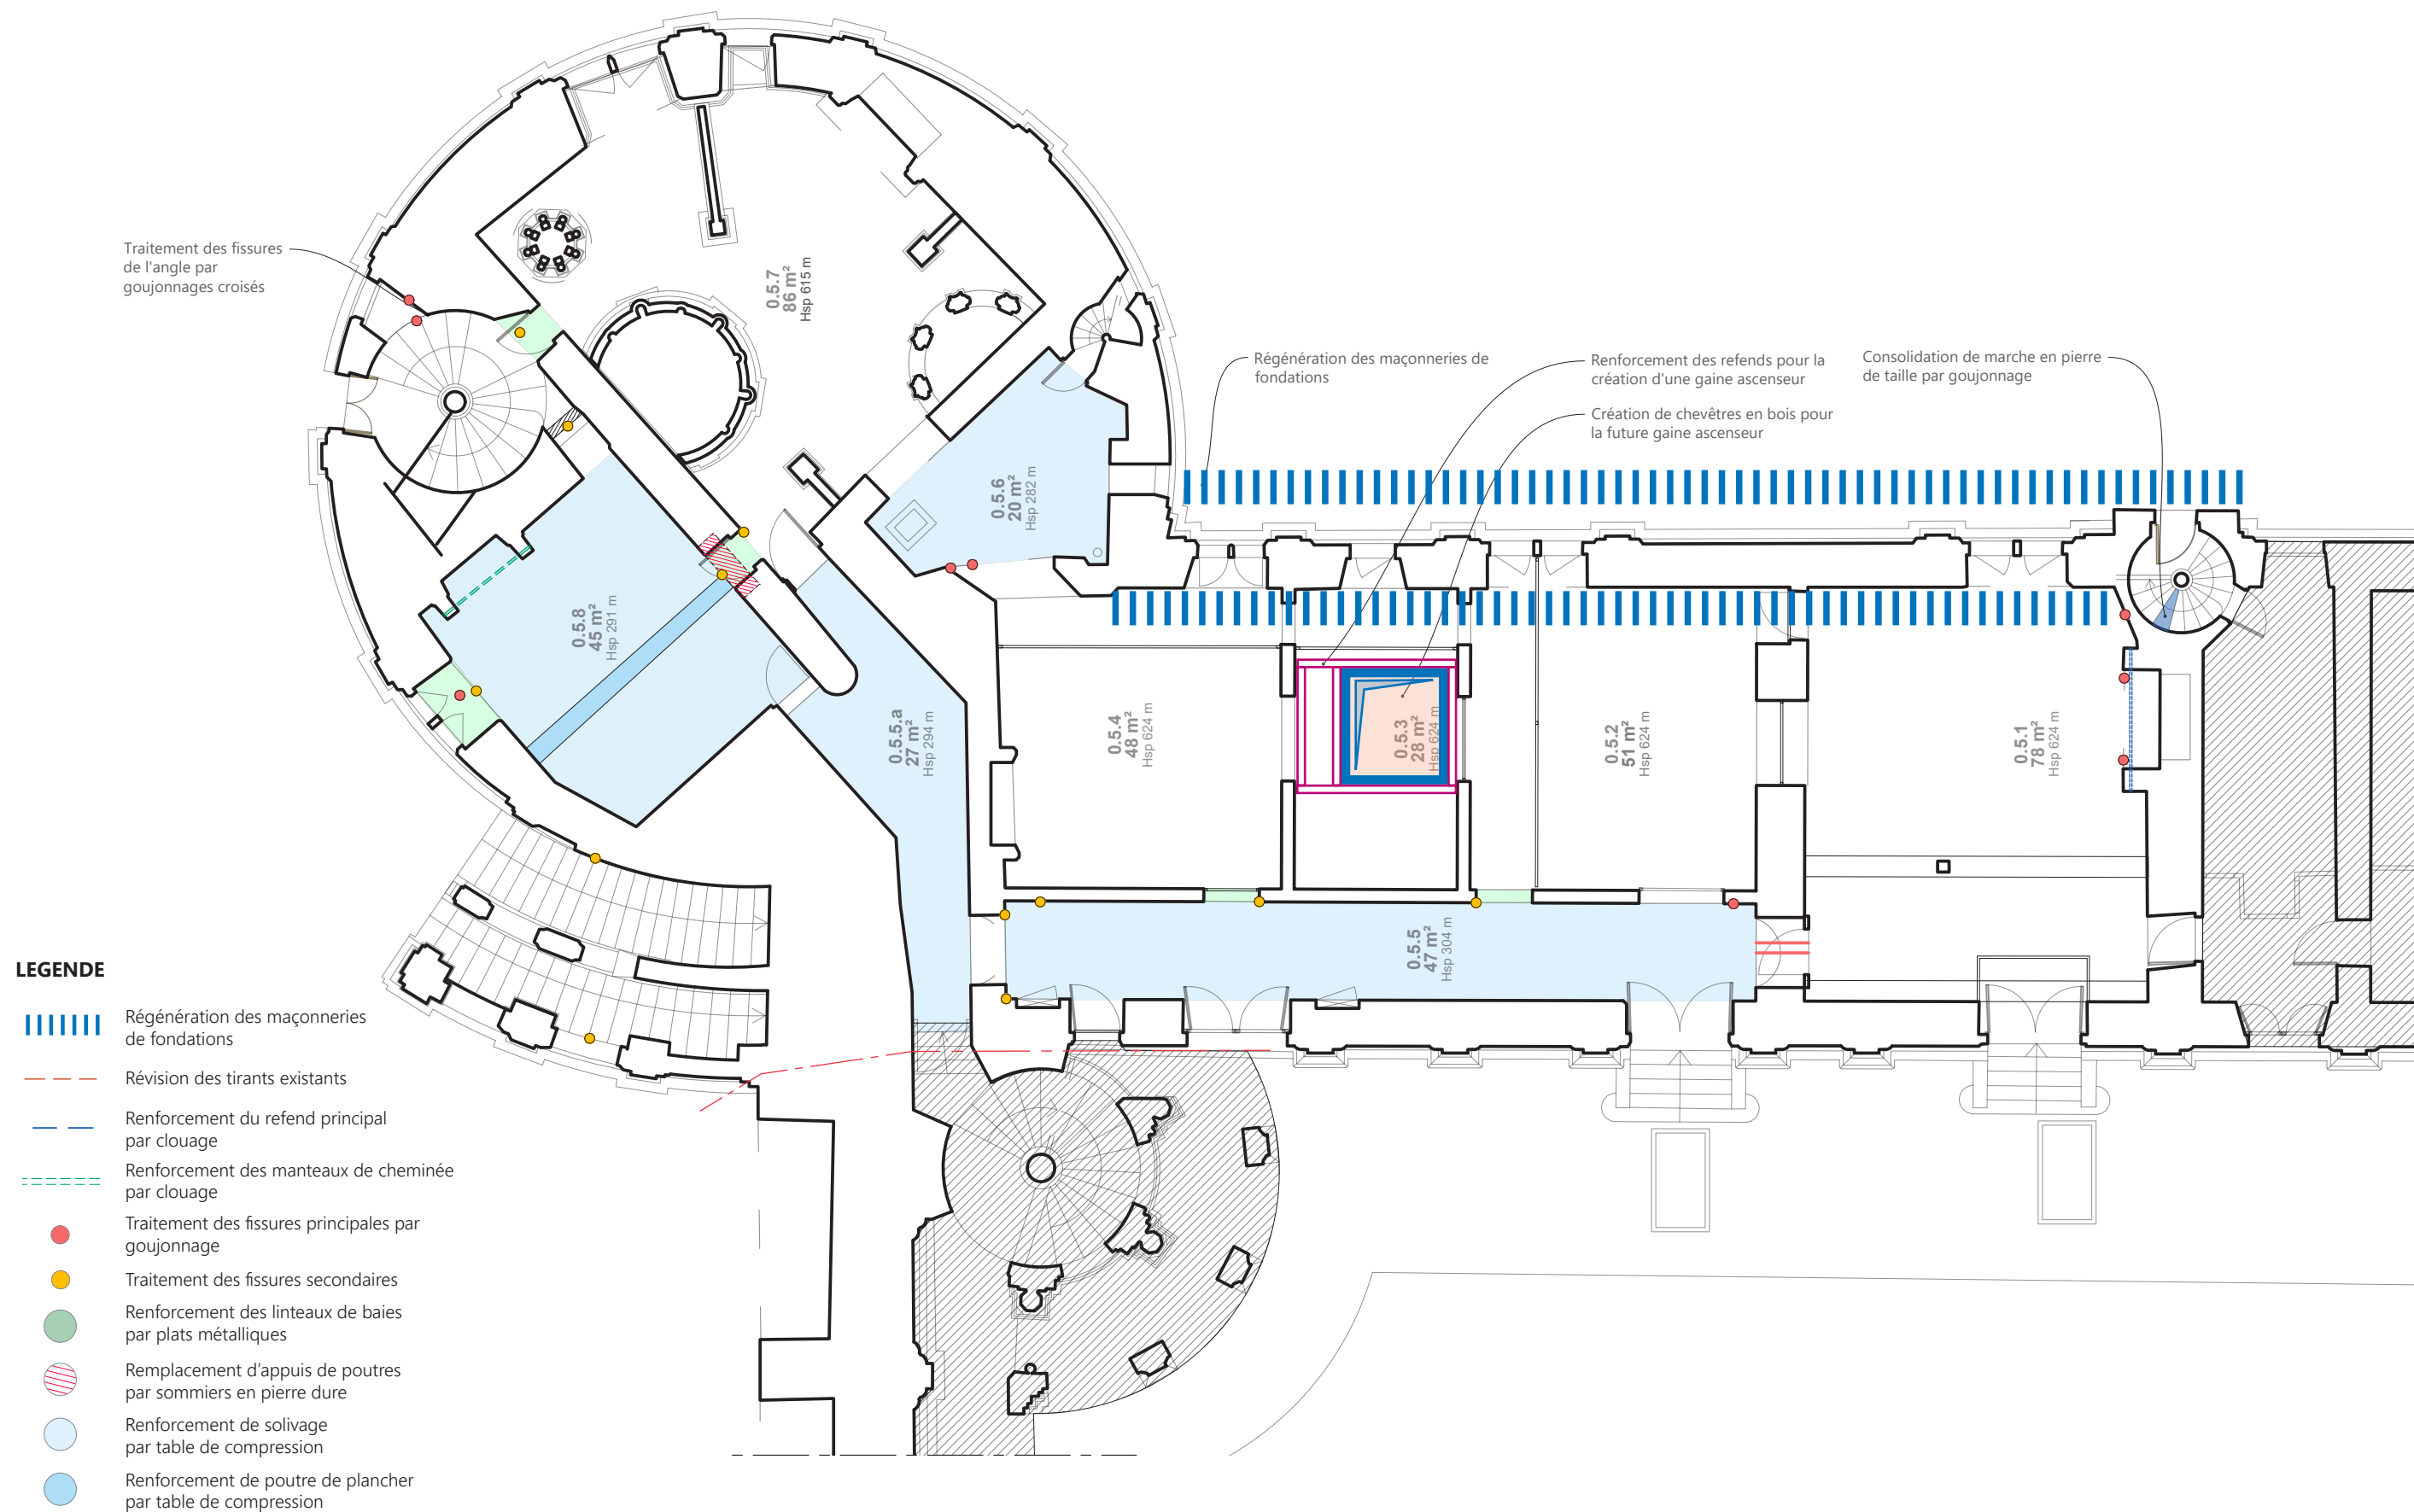 Traitement des fissures
de l'angle par
goujonnages croisés
0.5.7
86 m²
Hsp 615 m
Régénération des maçonneries de
fondations
Renforcement des refends pour la
création d'une gaine ascenseur
Création de chevêtres en bois pour
la future gaine ascenseur
Consolidation de marche en pierre
de taille par goujonnage
0.5.6
20 m²
Hsp 282 m
0.5.8
45 m²
Hsp 291 m
0.5.5.a
27 m²
Hsp 294 m
0.5.4
48 m²
Hsp 624 m
0.5.3
28 m²
Hsp 624 m
0.5.2
51 m²
Hsp 624 m
0.5.1
78 m²
Hsp 624 m
0.5.5
47 m²
Hsp 304 m
LEGENDE
Régénération des maçonneries
de fondations
Révision des tirants existants
Renforcement du refend principal
par clouage
Renforcement des manteaux de cheminée
par clouage
Traitement des fissures principales par
goujonnage
Traitement des fissures secondaires
Renforcement des linteaux de baies
par plats métalliques
Remplacement d'appuis de poutres
par sommiers en pierre dure
Renforcement de solivage
par table de compression
Renforcement de poutre de plancher
par table de compression